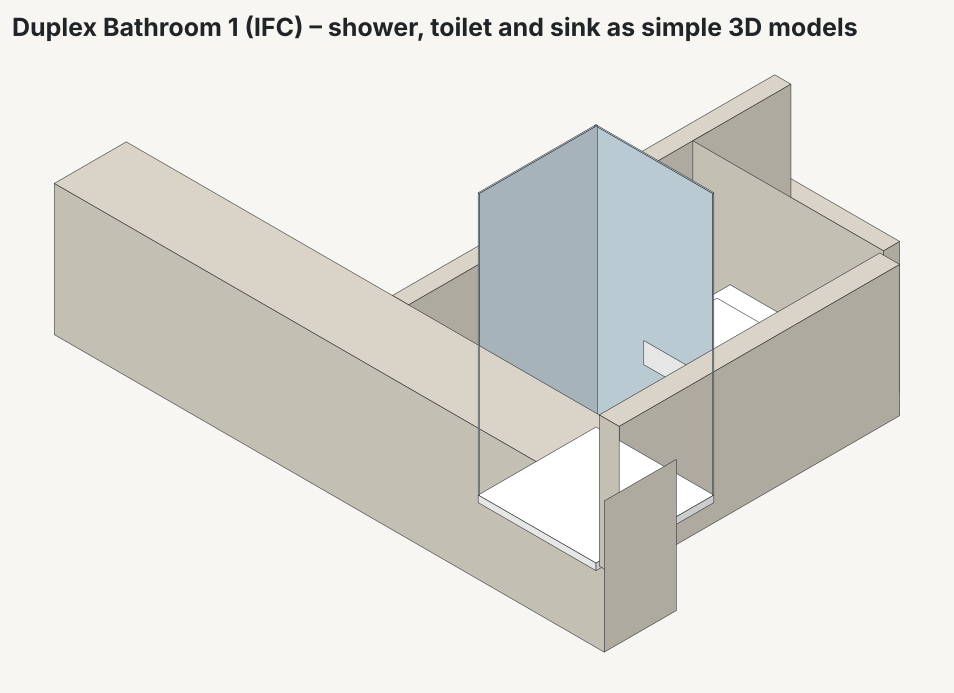 Duplex Bathroom 1 (IFC) – shower, toilet and sink as simple 3D models